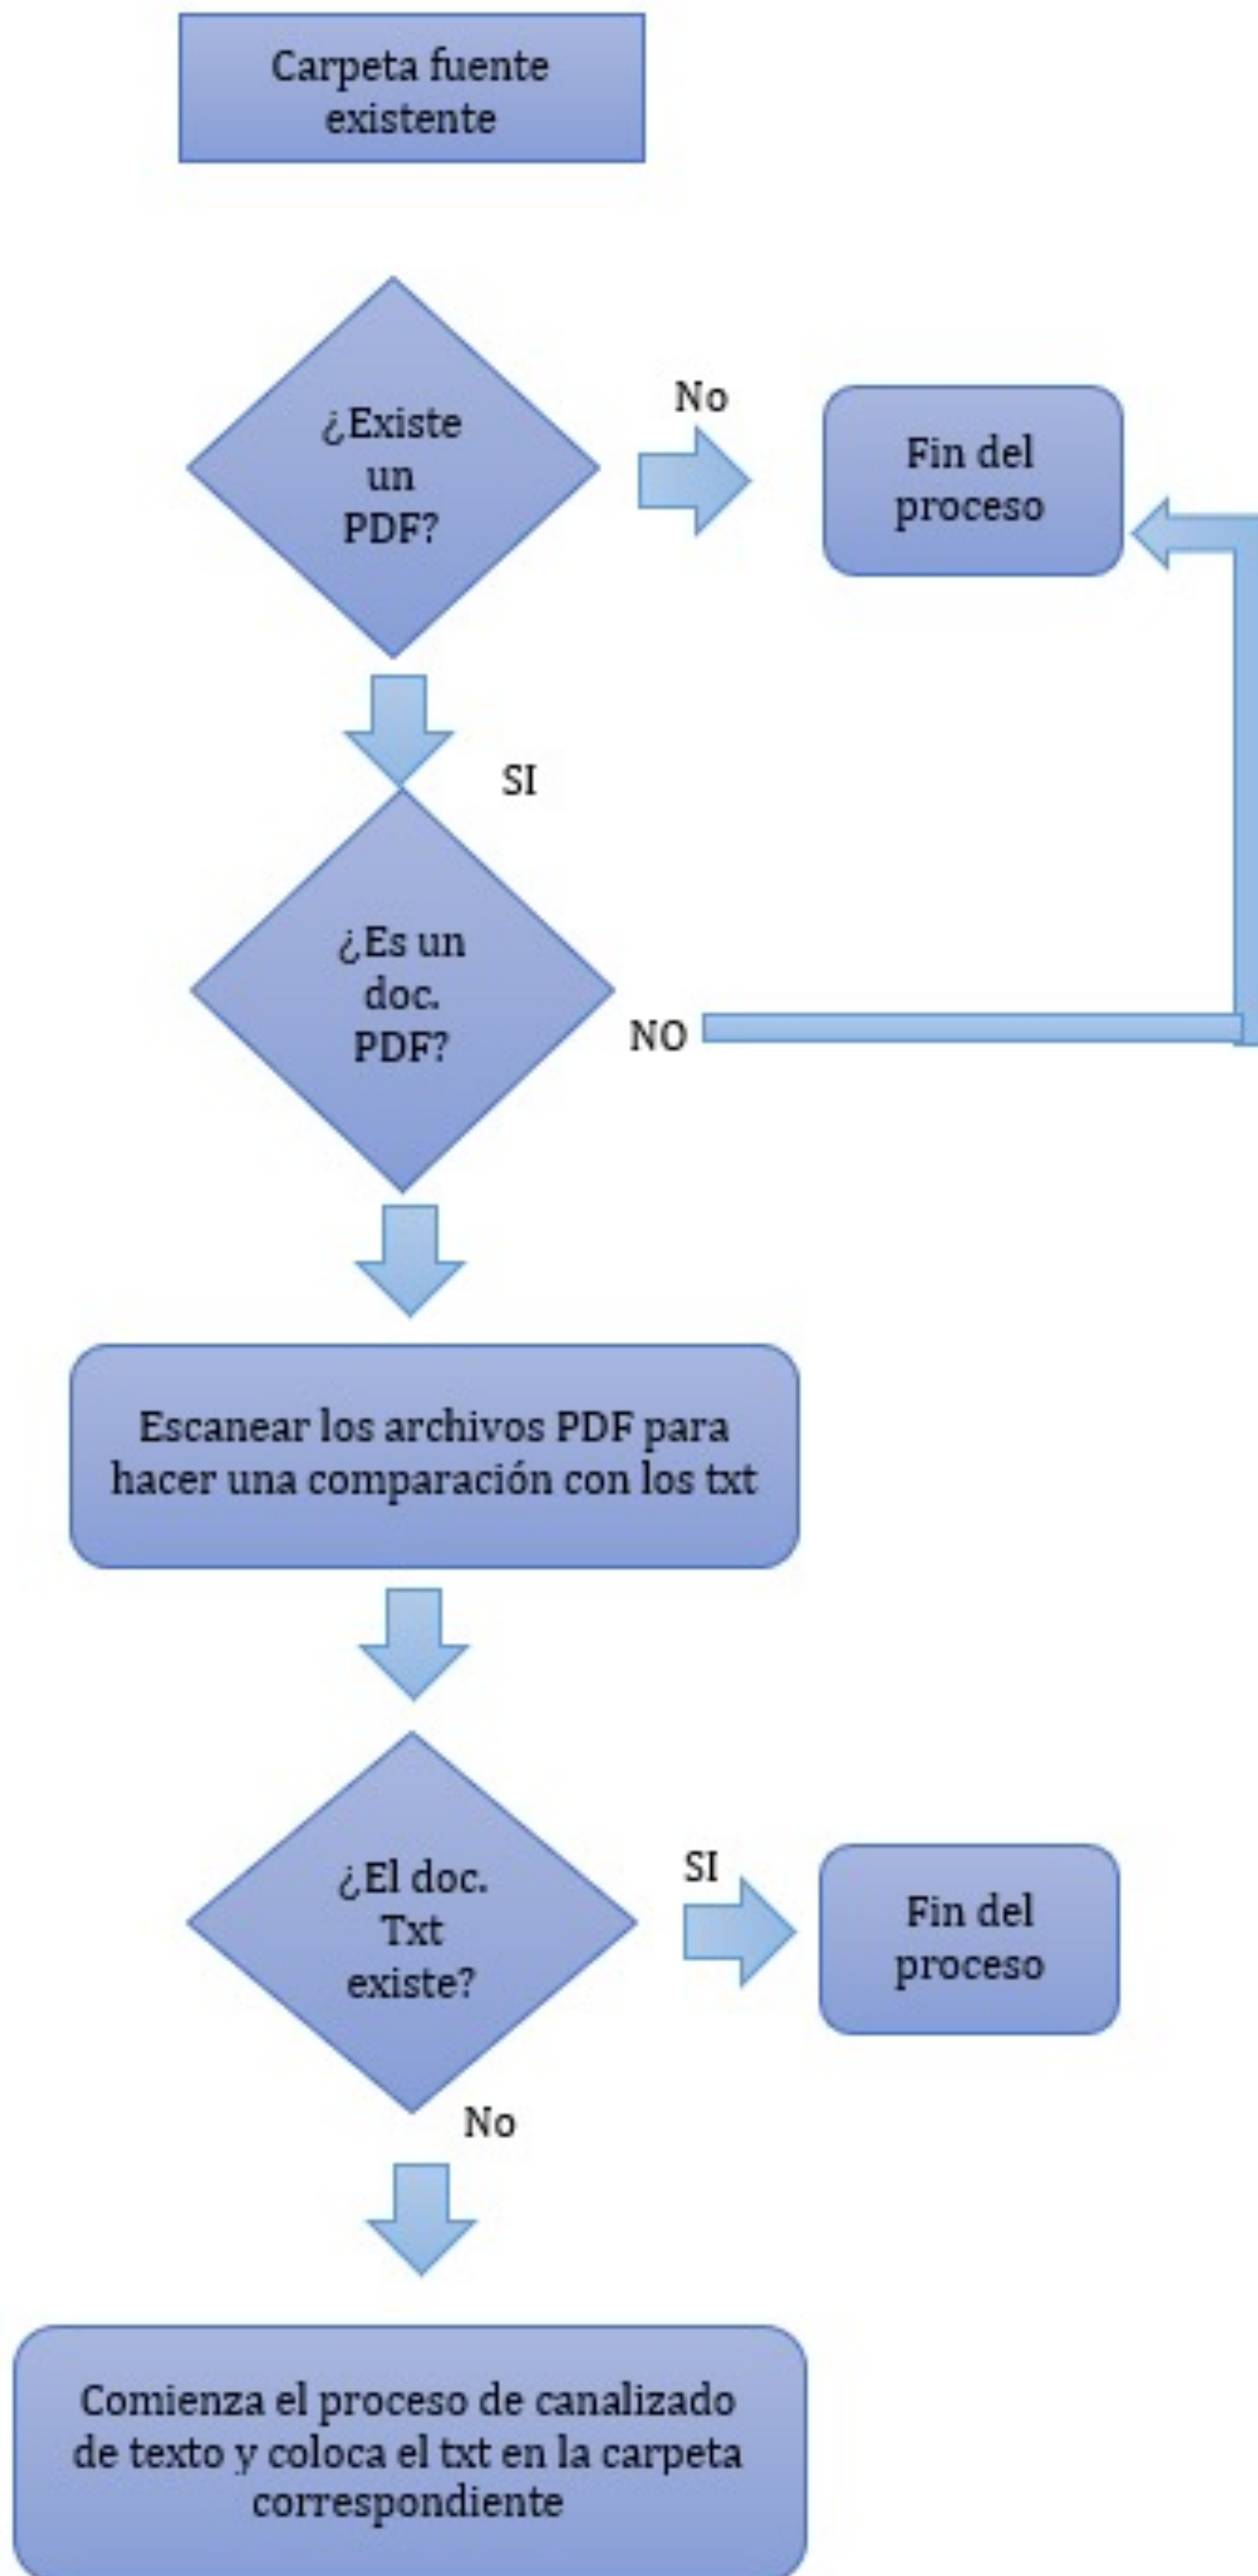 Carpeta fuente
existente
¿Existe
un
PDF?
No
Fin del
proceso
SI
¿Es un
doc.
PDF?
NO
Escanear los archivos PDF para
hacer una comparación con los txt
¿El doc.
Txt
existe?
SI
Fin del
proceso
No
Comienza el proceso de canalizado
de texto y coloca el txt en la carpeta
correspondiente